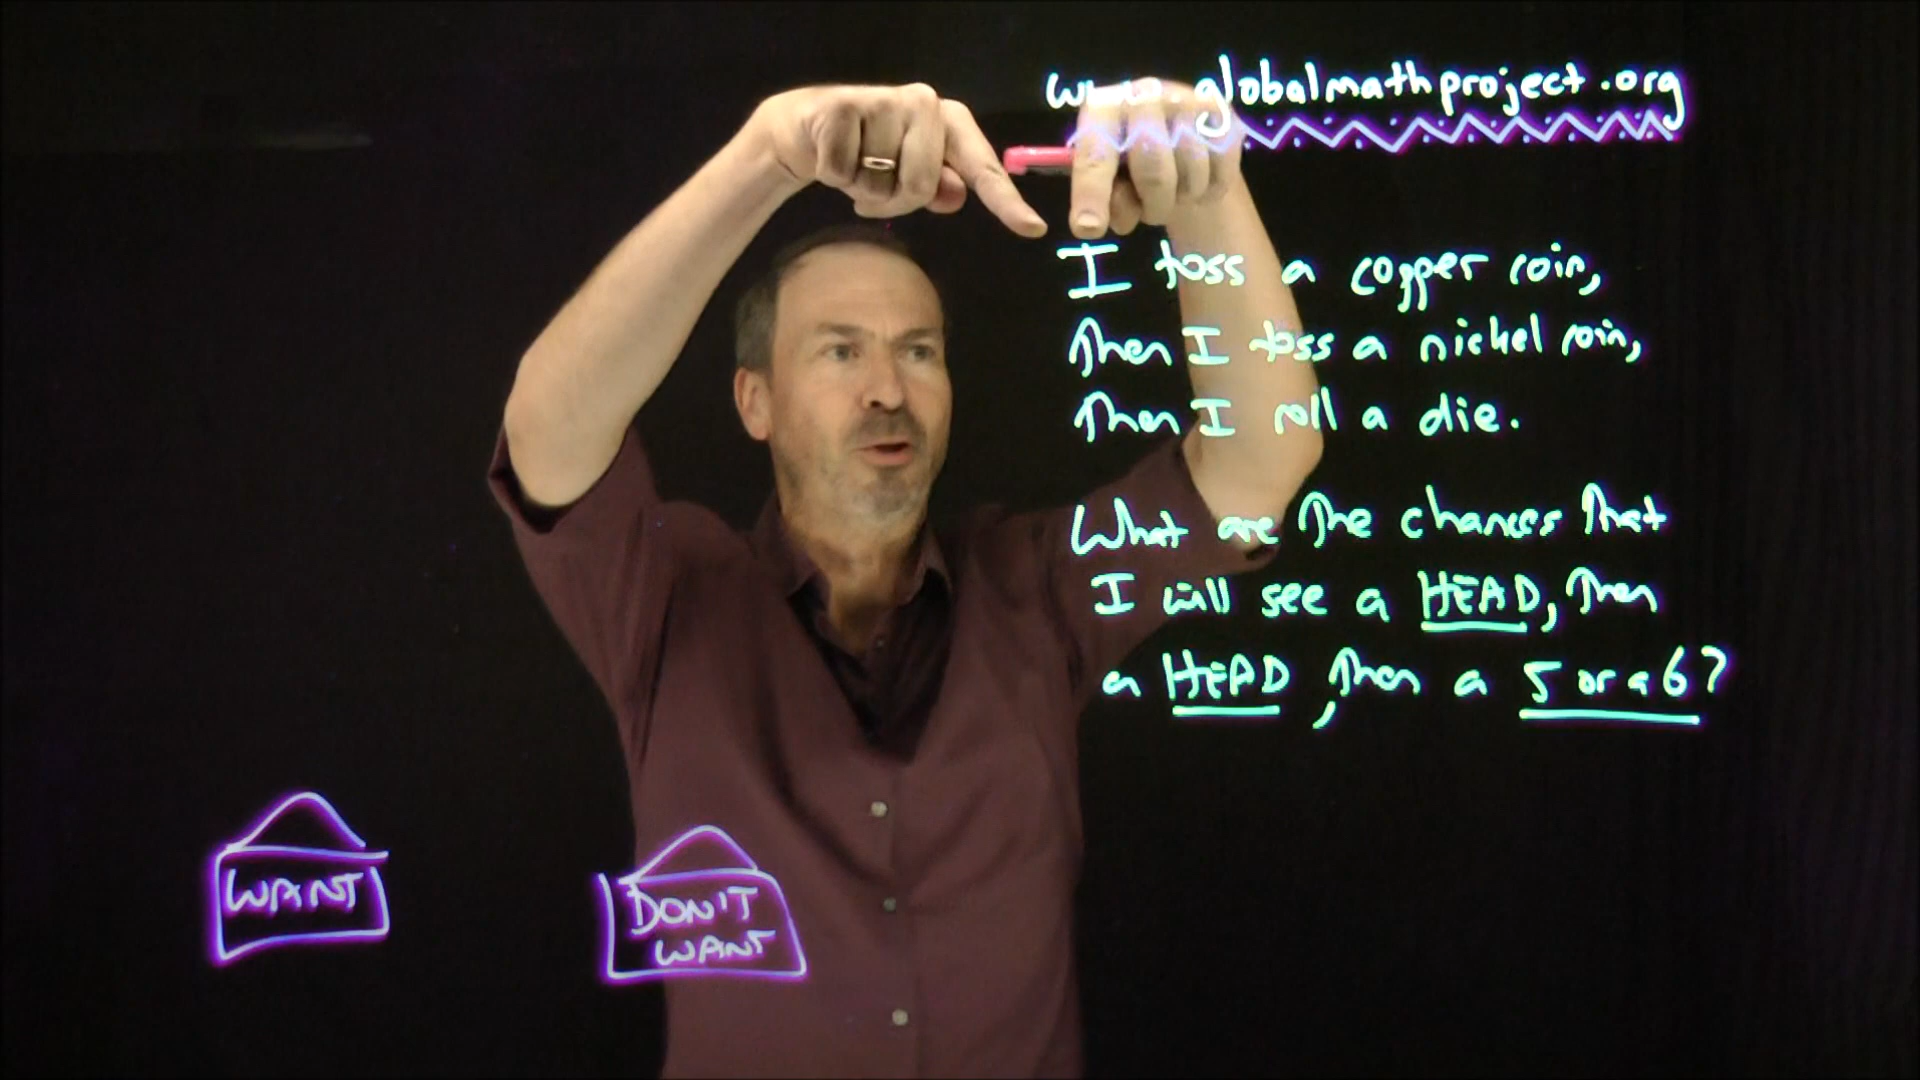 www.globalmathproject.org
I toss a copper coin,
Then I toss a nickel coin,
Then I roll a die.
What are the chances that
I will see a HEAD, then
a HEAD, then a 5 or a 6?
WANT
DON'T
WANT